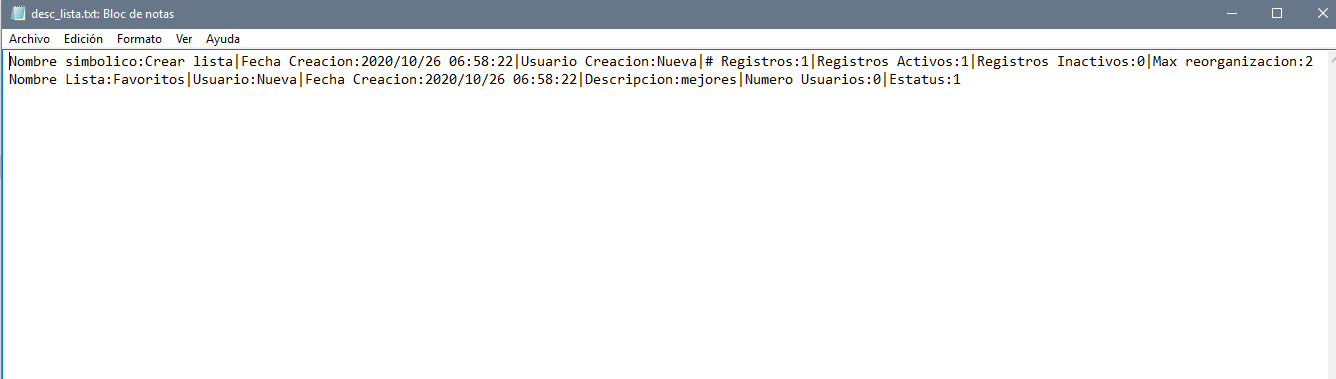 desc_lista.txt: Bloc de notas
Archivo Edición Formato Ver Ayuda
Nombre simbolico:Crear lista|Fecha Creacion:2020/10/26 06:58:22|Usuario Creacion:Nueva|# Registros:1|Registros Activos:1|Registros Inactivos:0|Max reorganizacion:2
Nombre Lista:Favoritos|Usuario:Nueva|Fecha Creacion:2020/10/26 06:58:22|Descripcion:mejores|Numero Usuarios:0|Estatus:1